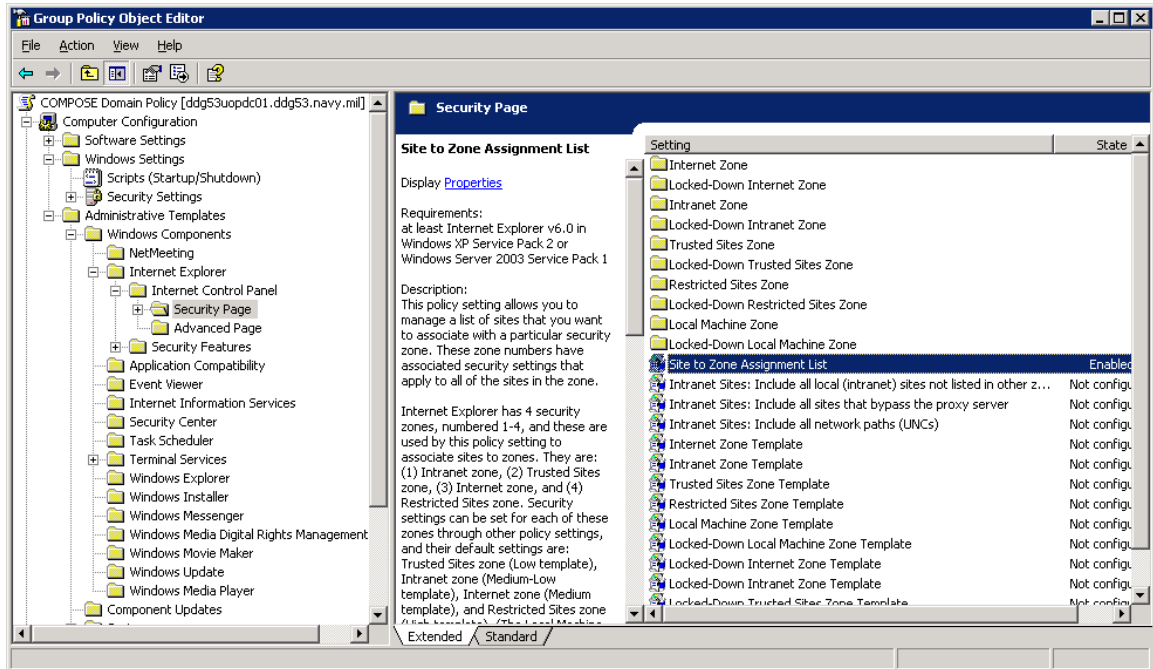 Group Policy Object Editor
File Action View Help
COMPOSE Domain Policy [ddg53uopdc01.ddg53.navy.mil]
Computer Configuration
Software Settings
Windows Settings
Scripts (Startup/Shutdown)
Security Settings
Administrative Templates
Windows Components
NetMeeting
Internet Explorer
Internet Control Panel
Security Page
Advanced Page
Security Features
Application Compatibility
Event Viewer
Internet Information Services
Security Center
Task Scheduler
Terminal Services
Windows Explorer
Windows Installer
Windows Messenger
Windows Media Digital Rights Management
Windows Movie Maker
Windows Update
Windows Media Player
Component Updates
Security Page
Site to Zone Assignment List
Display Properties
Requirements:
at least Internet Explorer v6.0 in
Windows XP Service Pack 2 or
Windows Server 2003 Service Pack 1
Description:
This policy setting allows you to
manage a list of sites that you want
to associate with a particular security
zone. These zone numbers have
associated security settings that
apply to all of the sites in the zone.
Internet Explorer has 4 security
zones, numbered 1-4, and these are
used by this policy setting to
associate sites to zones. They are:
(1) Intranet zone, (2) Trusted Sites
zone, (3) Internet zone, and (4)
Restricted Sites zone. Security
settings can be set for each of these
zones through other policy settings,
and their default settings are:
Trusted Sites zone (Low template),
Intranet zone (Medium-Low
template), Internet zone (Medium
template), and Restricted Sites zone
(High template). (The Local Machine
Setting State
Internet Zone
Locked-Down Internet Zone
Intranet Zone
Locked-Down Intranet Zone
Trusted Sites Zone
Locked-Down Trusted Sites Zone
Restricted Sites Zone
Locked-Down Restricted Sites Zone
Local Machine Zone
Locked-Down Local Machine Zone
Site to Zone Assignment List Enabled
Intranet Sites: Include all local (intranet) sites not listed in other z... Not configu
Intranet Sites: Include all sites that bypass the proxy server Not configu
Intranet Sites: Include all network paths (UNCs) Not configu
Internet Zone Template Not configu
Intranet Zone Template Not configu
Trusted Sites Zone Template Not configu
Restricted Sites Zone Template Not configu
Local Machine Zone Template Not configu
Locked-Down Local Machine Zone Template Not configu
Locked-Down Internet Zone Template Not configu
Locked-Down Intranet Zone Template Not configu
Locked-Down Trusted Sites Zone Template Not configu
Extended Standard